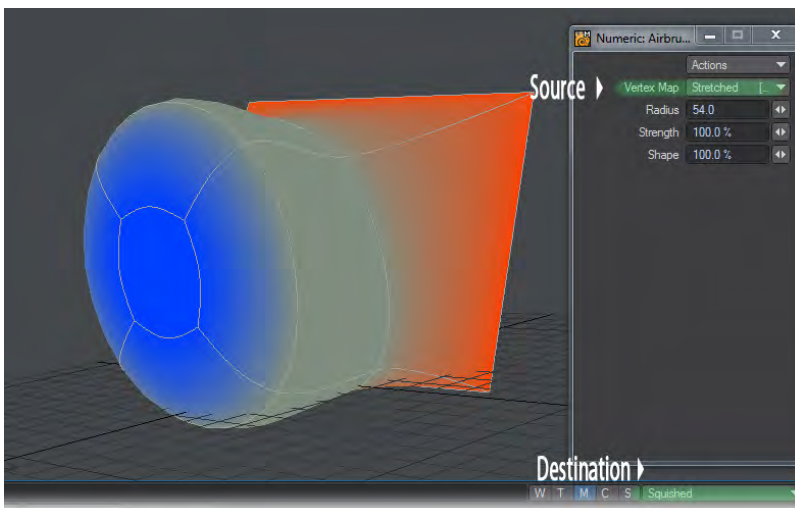 Numeric: Airbru...
Actions
Source
Vertex Map Stretched [..
Radius 54.0
Strength 100.0 %
Shape 100.0 %
Destination
W T M C S Squished